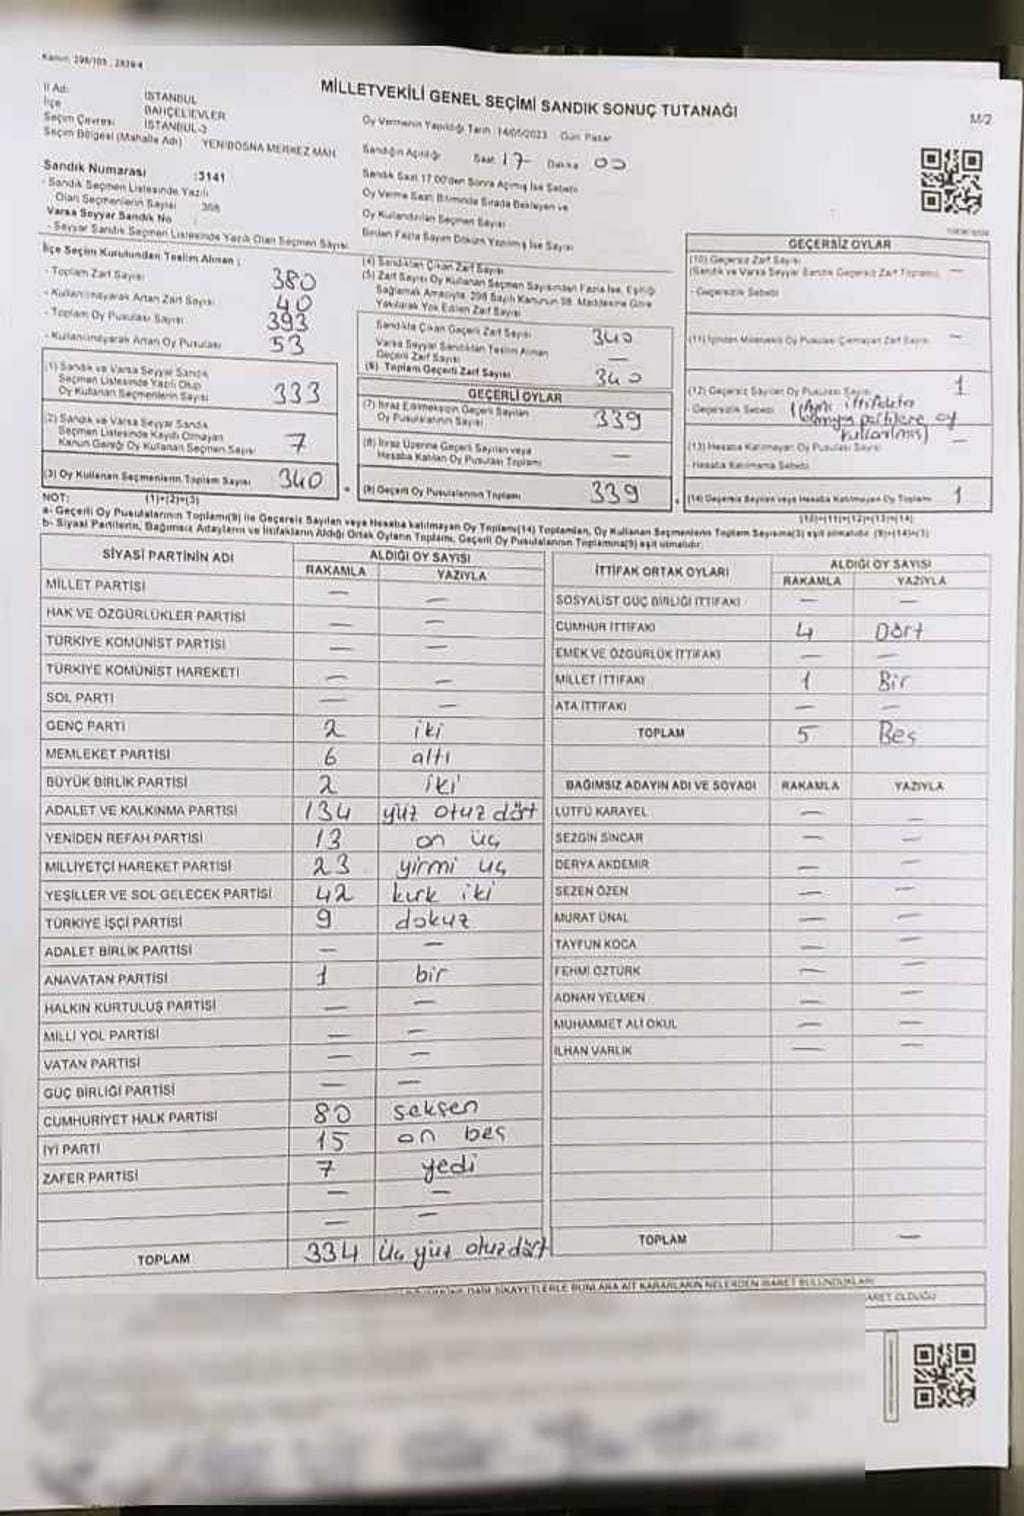 Kanun: 298/105, 2839/4
MİLLETVEKİLİ GENEL SEÇİMİ SANDIK SONUÇ TUTANAĞI
M/2
İl Adı : İSTANBUL
İlçe : BAHÇELİEVLER
Seçim Çevresi : İSTANBUL-3
Seçim Bölgesi (Mahalle Adı) YENİBOSNA MERKEZ MAH.
Sandık Numarası :3141
- Sandık Seçmen Listesinde Yazılı
Olan Seçmenlerin Sayısı
Varsa Seyyar Sandık No :
- Seyyar Sandık Seçmen Listesinde Yazılı Olan Seçmen Sayısı:
Oy Vermenin Yapıldığı Tarih :14/05/2023 Gün: Pazar
Sandığın Açıldığı Saat 17 Dakika 00
Sandık Saat 17.00'den Sonra Açılmış İse Sebebi
Oy Verme Saati Bitiminde Sırada Bekleyen ve
Oy Kullandırılan Seçmen Sayısı
Birden Fazla Sayım Döküm Yapılmış İse Sayısı
İlçe Seçim Kurulundan Teslim Alınan :
- Toplam Zarf Sayısı 380
- Kullanılmayarak Artan Zarf Sayısı 40
- Toplam Oy Pusulası Sayısı 393
- Kullanılmayarak Artan Oy Pusulası 53
(1) Sandık ve Varsa Seyyar Sandık
Seçmen Listesinde Yazılı Olup
Oy Kullanan Seçmenlerin Sayısı 333
(2) Sandık ve Varsa Seyyar Sandık
Seçmen Listesinde Kayıtlı Olmayan
Kanun Gereği Oy Kullanan Seçmen Sayısı 7
(3) Oy Kullanan Seçmenlerin Toplam Sayısı 340
(1)+(2)=(3)
(4) Sandıktan Çıkan Zarf Sayısı
(5) Zarf Sayısı Oy Kullanan Seçmen Sayısından Fazla İse, Eşitliği
Sağlamak Amacıyla, 298 Sayılı Kanunun 98. Maddesine Göre
Yakılarak Yok Edilen Zarf Sayısı
Sandıkta Çıkan Geçerli Zarf Sayısı 340
Varsa Seyyar Sandıktan Teslim Alınan
Geçerli Zarf Sayısı —
(6) Toplam Geçerli Zarf Sayısı 340
GEÇERLİ OYLAR
(7) İtiraz Edilmeksizin Geçerli Sayılan
Oy Pusulalarının Sayısı 339
(8) İtiraz Üzerine Geçerli Sayılan veya
Hesaba Katılan Oy Pusulası Toplamı —
(9) Geçerli Oy Pusulalarının Toplamı 339
GEÇERSİZ OYLAR
(10) Geçersiz Zarf Sayısı
(Sandık ve Varsa Seyyar Sandık Geçersiz Zarf Toplamı) —
- Geçersizlik Sebebi :
(11) İçinden Milletvekili Oy Pusulası Çıkmayan Zarf Sayısı —
(12) Geçersiz Sayılan Oy Pusulası Sayısı 1
Geçersizlik Sebebi 1 (Aynı ittifakta
olmayan partilere oy
kullanılmış)
(13) Hesaba Katılmayan Oy Pusulası Sayısı —
- Hesaba Katılmama Sebebi
(14) Geçersiz Sayılan veya Hesaba Katılmayan Oy Toplamı 1
(10)+(11)+(12)+(13)=(14)
NOT:
a- Geçerli Oy Pusulalarının Toplamı(9) ile Geçersiz Sayılan veya Hesaba katılmayan Oy Toplamı(14) Toplamları, Oy Kullanan Seçmenlerin Toplam Sayısına(3) eşit olmalıdır. (9)+(14)=(3)
b- Siyasi Partilerin, Bağımsız Adayların ve İttifakların Aldığı Ortak Oyların Toplamı, Geçerli Oy Pusulalarının Toplamına(9) eşit olmalıdır.
SİYASİ PARTİNİN ADI ALDIĞI OY SAYISI
RAKAMLA YAZIYLA
MİLLET PARTİSİ — —
HAK VE ÖZGÜRLÜKLER PARTİSİ — —
TÜRKİYE KOMÜNİST PARTİSİ — —
TÜRKİYE KOMÜNİST HAREKETİ — —
SOL PARTİ — —
GENÇ PARTİ 2 iki
MEMLEKET PARTİSİ 6 altı
BÜYÜK BİRLİK PARTİSİ 2 iki
ADALET VE KALKINMA PARTİSİ 134 yüz otuz dört
YENİDEN REFAH PARTİSİ 13 on üç
MİLLİYETÇİ HAREKET PARTİSİ 23 yirmi üç
YEŞİLLER VE SOL GELECEK PARTİSİ 42 kırk iki
TÜRKİYE İŞÇİ PARTİSİ 9 dokuz
ADALET BİRLİK PARTİSİ — —
ANAVATAN PARTİSİ 1 bir
HALKIN KURTULUŞ PARTİSİ — —
MİLLİ YOL PARTİSİ — —
VATAN PARTİSİ — —
GÜÇ BİRLİĞİ PARTİSİ — —
CUMHURİYET HALK PARTİSİ 80 seksen
İYİ PARTİ 15 on beş
ZAFER PARTİSİ 7 yedi
— —
— —
TOPLAM 334 Üç yüz otuz dört
İTTİFAK ORTAK OYLARI ALDIĞI OY SAYISI
RAKAMLA YAZIYLA
SOSYALİST GÜÇ BİRLİĞİ İTTİFAKI — —
CUMHUR İTTİFAKI 4 Dört
EMEK VE ÖZGÜRLÜK İTTİFAKI — —
MİLLET İTTİFAKI 1 Bir
ATA İTTİFAKI — —
TOPLAM 5 Beş
BAĞIMSIZ ADAYIN ADI VE SOYADI RAKAMLA YAZIYLA
LÜTFÜ KARAYEL — —
SEZGİN SİNCAR — —
DERYA AKDEMİR — —
SEZEN ÖZEN — —
MURAT ÜNAL — —
TAYFUN KOCA — —
FEHMİ ÖZTÜRK — —
ADNAN YELMEN — —
MUHAMMET ALİ OKUL — —
İLHAN VARLIK — —
TOPLAM —
ŞİKAYETLERLE BUNLARA AİT KARARLARIN NELERDEN İBARET BULUNDUKLARI
OLDUĞU